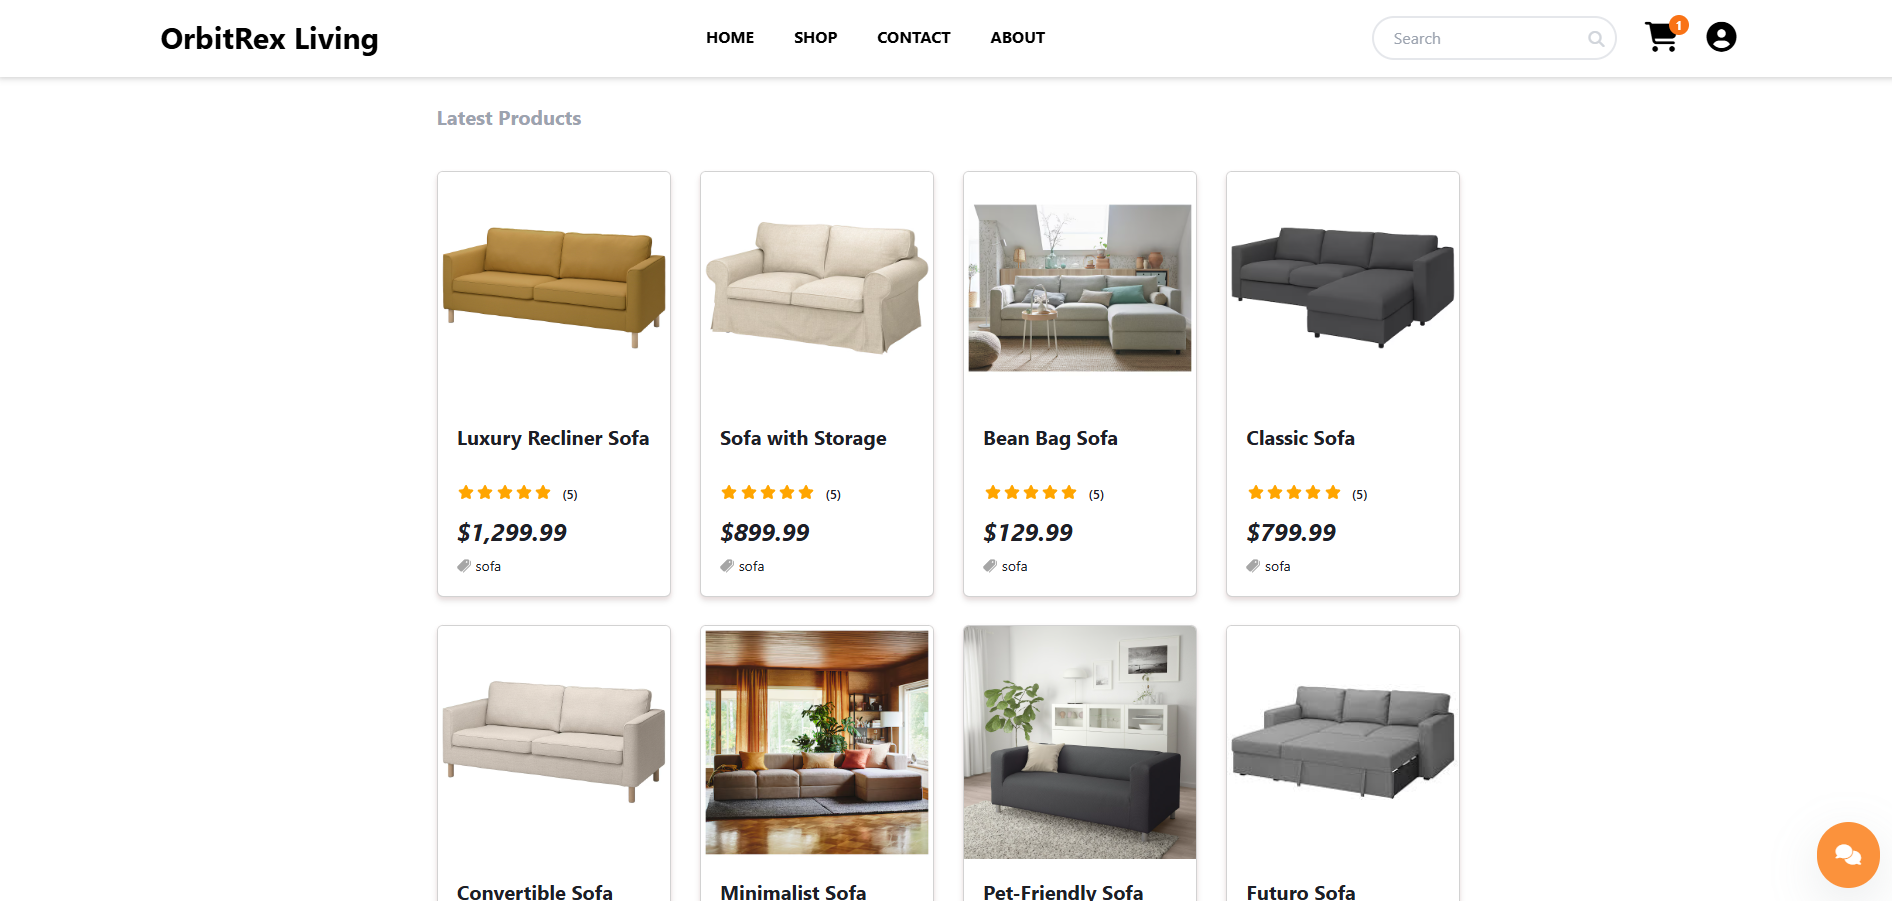 OrbitRex Living
HOME SHOP CONTACT ABOUT
Search
1
Latest Products
Luxury Recliner Sofa
(5)
$1,299.99
sofa
Sofa with Storage
(5)
$899.99
sofa
Bean Bag Sofa
(5)
$129.99
sofa
Classic Sofa
(5)
$799.99
sofa
Convertible Sofa
Minimalist Sofa
Pet-Friendly Sofa
Futuro Sofa